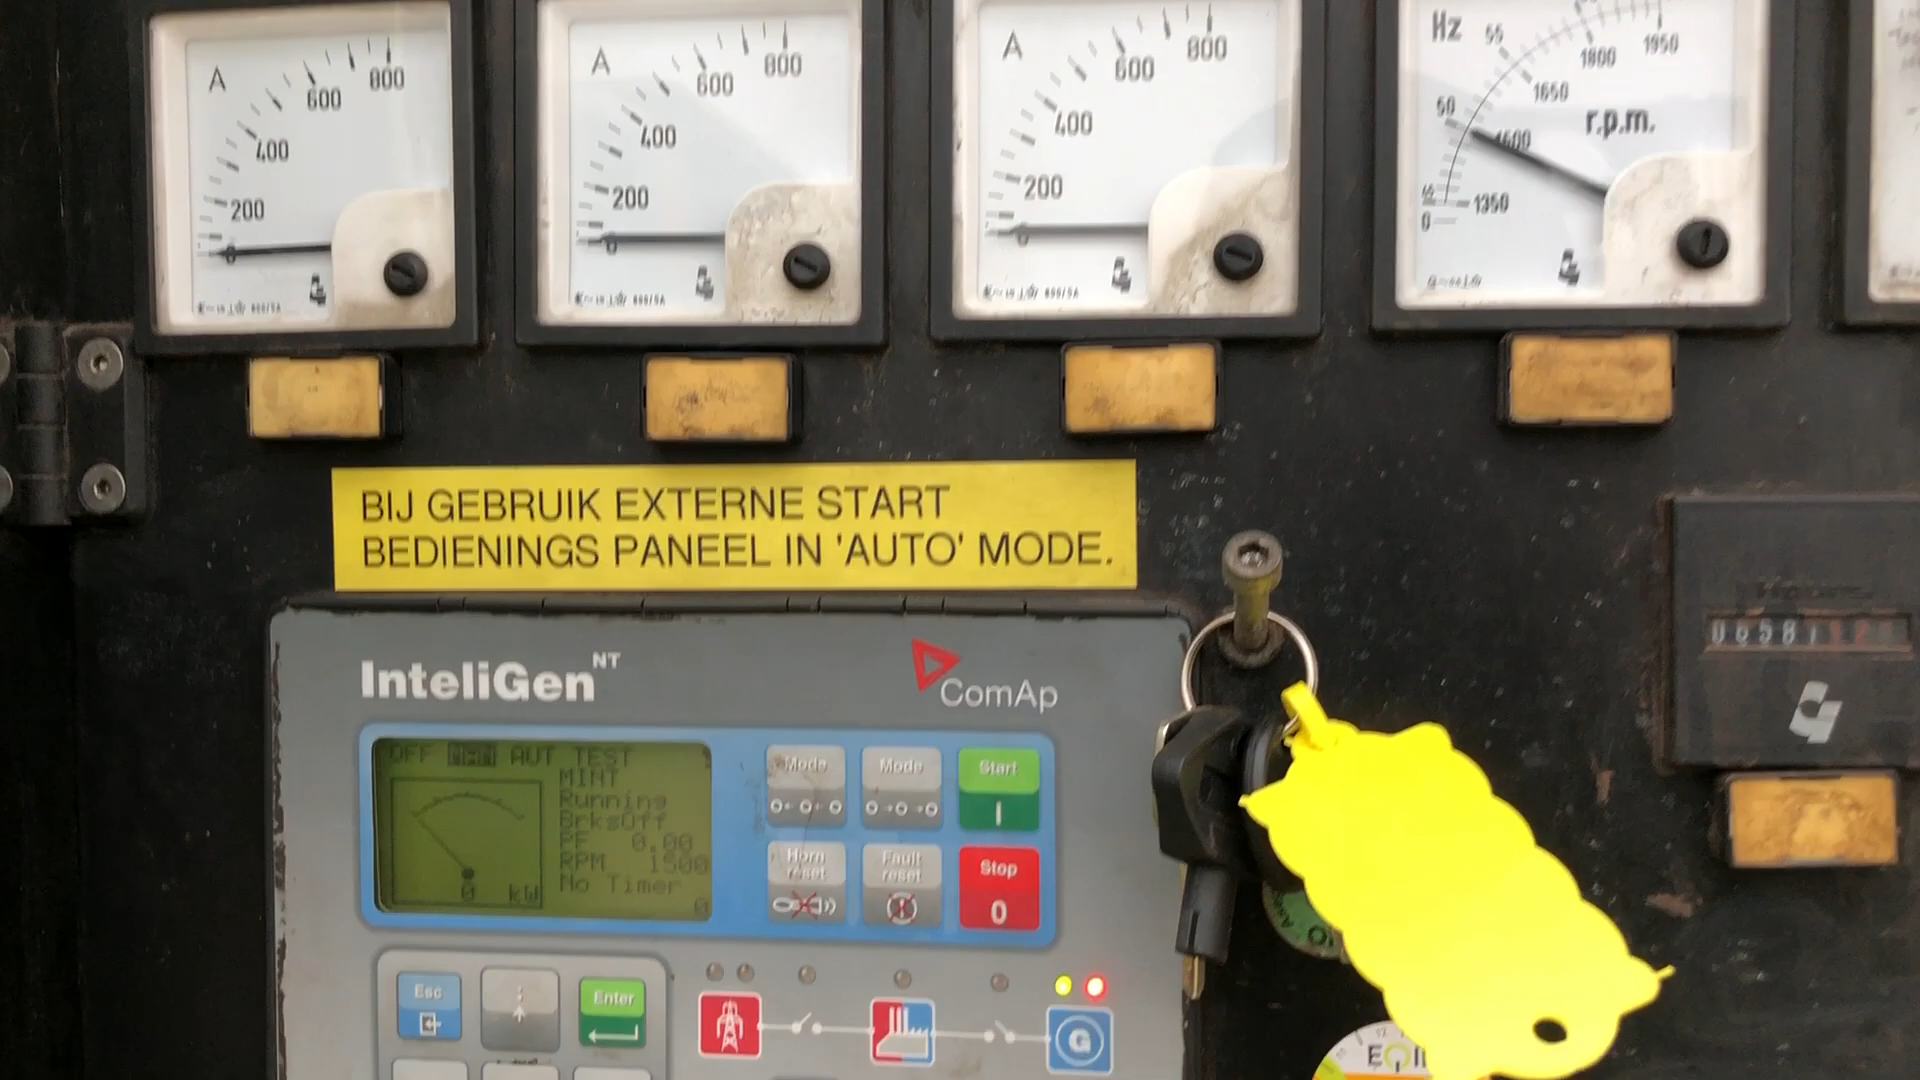 A 200 400 600 800
A 200 400 600 800
A 200 400 600 800
Hz 50 55
1350 1500 1650 1800 1950
r.p.m.
BIJ GEBRUIK EXTERNE START
BEDIENINGS PANEEL IN 'AUTO' MODE.
InteliGen NT
ComAp
OFF MAN AUT TEST
MINT
Running
BrksOff
PF 0.00
RPM 1500
No Timer
0 kW
0
Mode
Mode
Start
I
Horn reset
Fault reset
Stop
0
Esc
Enter
G